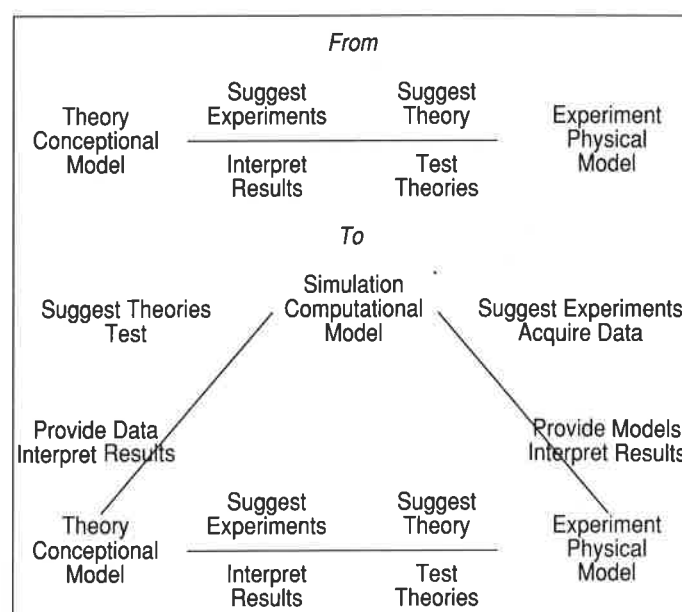 From
Theory
Conceptional
Model
Suggest
Experiments
Suggest
Theory
Interpret
Results
Test
Theories
Experiment
Physical
Model
To
Suggest Theories
Test
Simulation
Computational
Model
Suggest Experiments
Acquire Data
Provide Data
Interpret Results
Provide Models
Interpret Results
Theory
Conceptional
Model
Suggest
Experiments
Suggest
Theory
Interpret
Results
Test
Theories
Experiment
Physical
Model